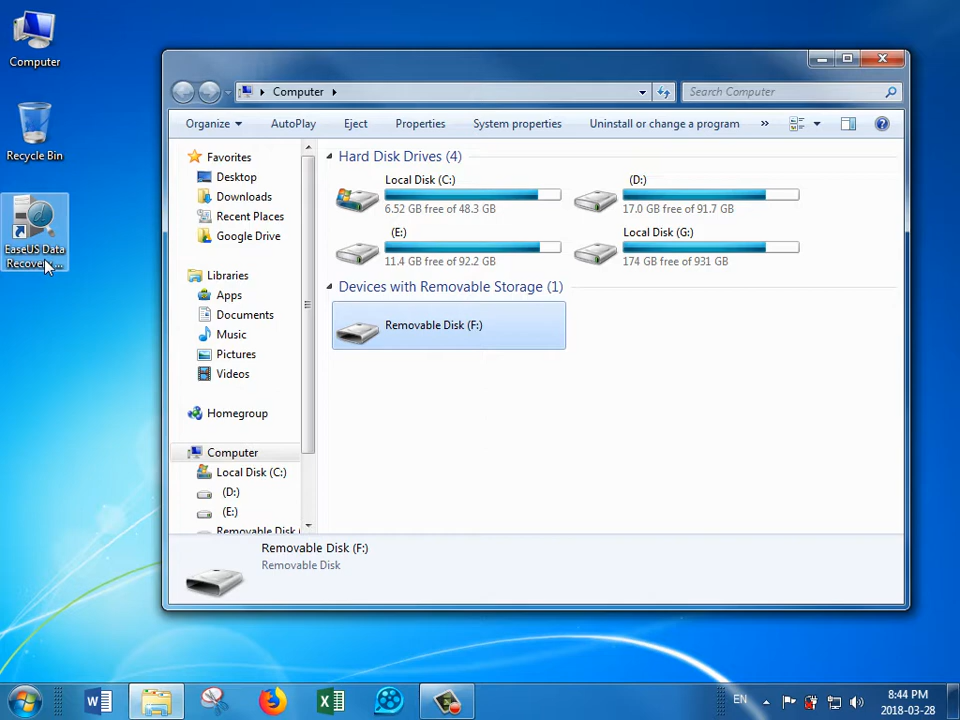 Computer
Recycle Bin
EaseUS Data
Recove...
Computer
Search Computer
Organize
AutoPlay
Eject
Properties
System properties
Uninstall or change a program
»
Favorites
Desktop
Downloads
Recent Places
Google Drive
Libraries
Apps
Documents
Music
Pictures
Videos
Homegroup
Computer
Local Disk (C:)
(D:)
(E:)
Removable Disk (
Hard Disk Drives (4)
Local Disk (C:)
6.52 GB free of 48.3 GB
(D:)
17.0 GB free of 91.7 GB
(E:)
11.4 GB free of 92.2 GB
Local Disk (G:)
174 GB free of 931 GB
Devices with Removable Storage (1)
Removable Disk (F:)
Removable Disk (F:)
Removable Disk
EN
8:44 PM
2018-03-28